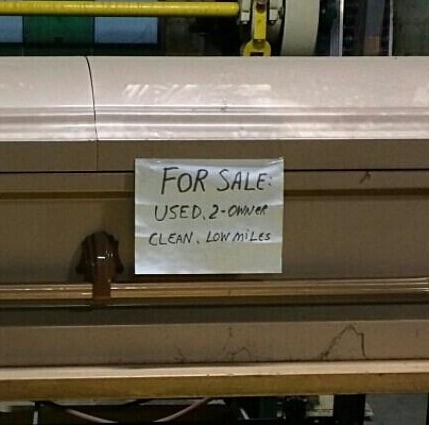 FOR SALE:
USED. 2-OWNER
CLEAN. LOW MILES